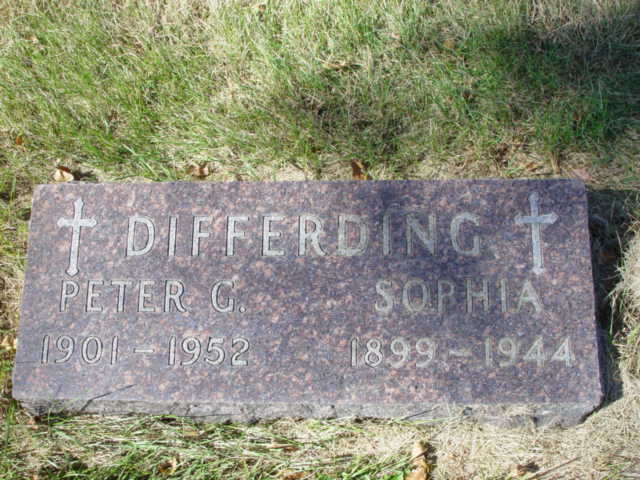 DIFFERDING
PETER G. SOPHIA
1901 - 1952 1899 - 1944